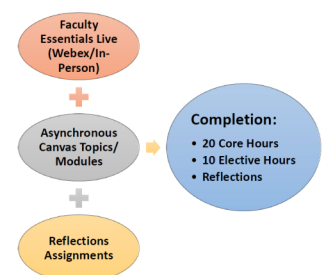 Faculty
Essentials Live
(Webex/In-
Person)
Asynchronous
Canvas Topics/
Modules
Reflections
Assignments
Completion:
• 20 Core Hours
• 10 Elective Hours
• Reflections